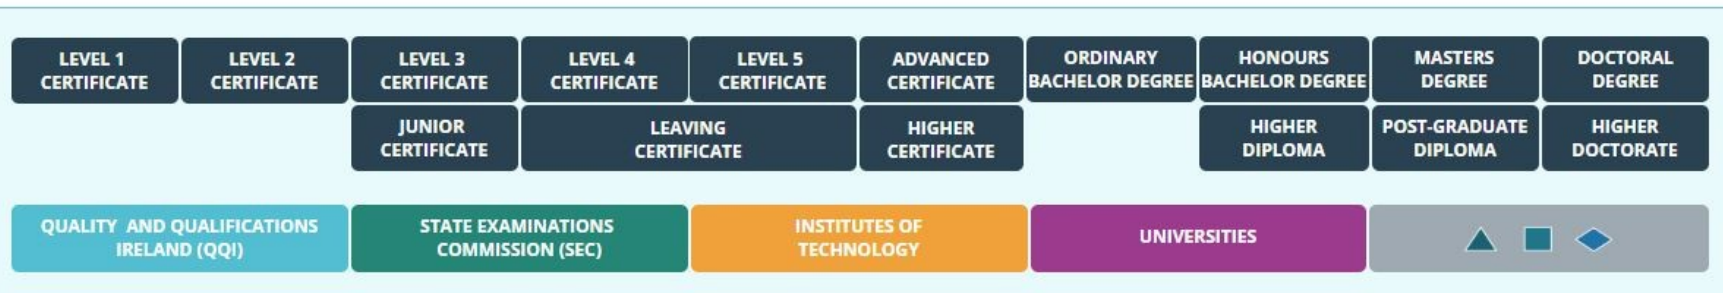 LEVEL 1
CERTIFICATE
LEVEL 2
CERTIFICATE
LEVEL 3
CERTIFICATE
LEVEL 4
CERTIFICATE
LEVEL 5
CERTIFICATE
ADVANCED
CERTIFICATE
ORDINARY
BACHELOR DEGREE
HONOURS
BACHELOR DEGREE
MASTERS
DEGREE
DOCTORAL
DEGREE
JUNIOR
CERTIFICATE
LEAVING
CERTIFICATE
HIGHER
CERTIFICATE
HIGHER
DIPLOMA
POST-GRADUATE
DIPLOMA
HIGHER
DOCTORATE
QUALITY AND QUALIFICATIONS
IRELAND (QQI)
STATE EXAMINATIONS
COMMISSION (SEC)
INSTITUTES OF
TECHNOLOGY
UNIVERSITIES